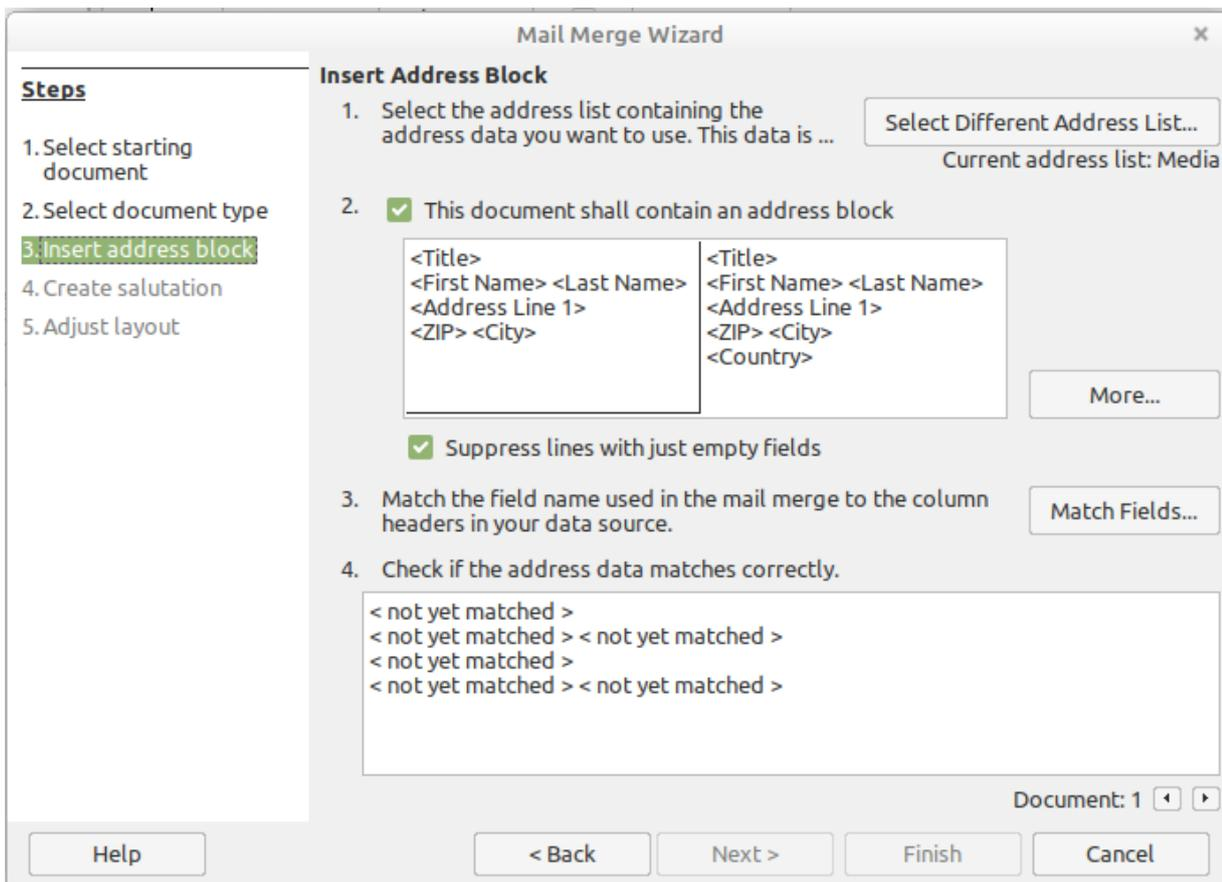 Mail Merge Wizard
Steps
1. Select starting
document
2. Select document type
3. Insert address block
4. Create salutation
5. Adjust layout
Insert Address Block
1. Select the address list containing the
address data you want to use. This data is ...
Select Different Address List...
Current address list: Media
2. This document shall contain an address block
<Title>
<First Name> <Last Name>
<Address Line 1>
<ZIP> <City>
<Title>
<First Name> <Last Name>
<Address Line 1>
<ZIP> <City>
<Country>
More...
Suppress lines with just empty fields
3. Match the field name used in the mail merge to the column
headers in your data source.
Match Fields...
4. Check if the address data matches correctly.
< not yet matched >
< not yet matched > < not yet matched >
< not yet matched >
< not yet matched > < not yet matched >
Document: 1
Help
< Back
Next >
Finish
Cancel